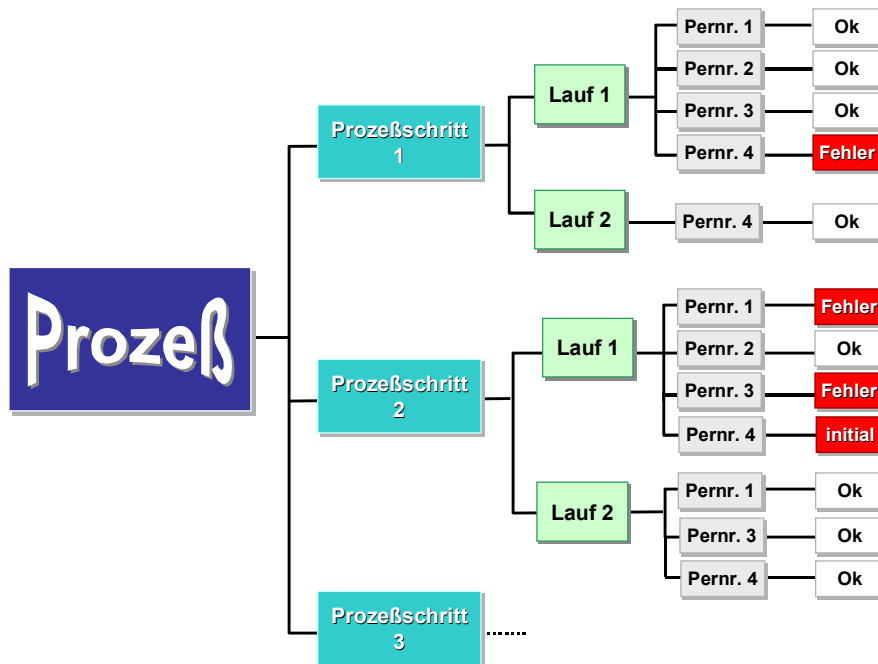 Prozeß
Prozeßschritt
1
Lauf 1
Pernr. 1
Ok
Pernr. 2
Ok
Pernr. 3
Ok
Pernr. 4
Fehler
Lauf 2
Pernr. 4
Ok
Prozeßschritt
2
Lauf 1
Pernr. 1
Fehler
Pernr. 2
Ok
Pernr. 3
Fehler
Pernr. 4
initial
Lauf 2
Pernr. 1
Ok
Pernr. 3
Ok
Pernr. 4
Ok
Prozeßschritt
3